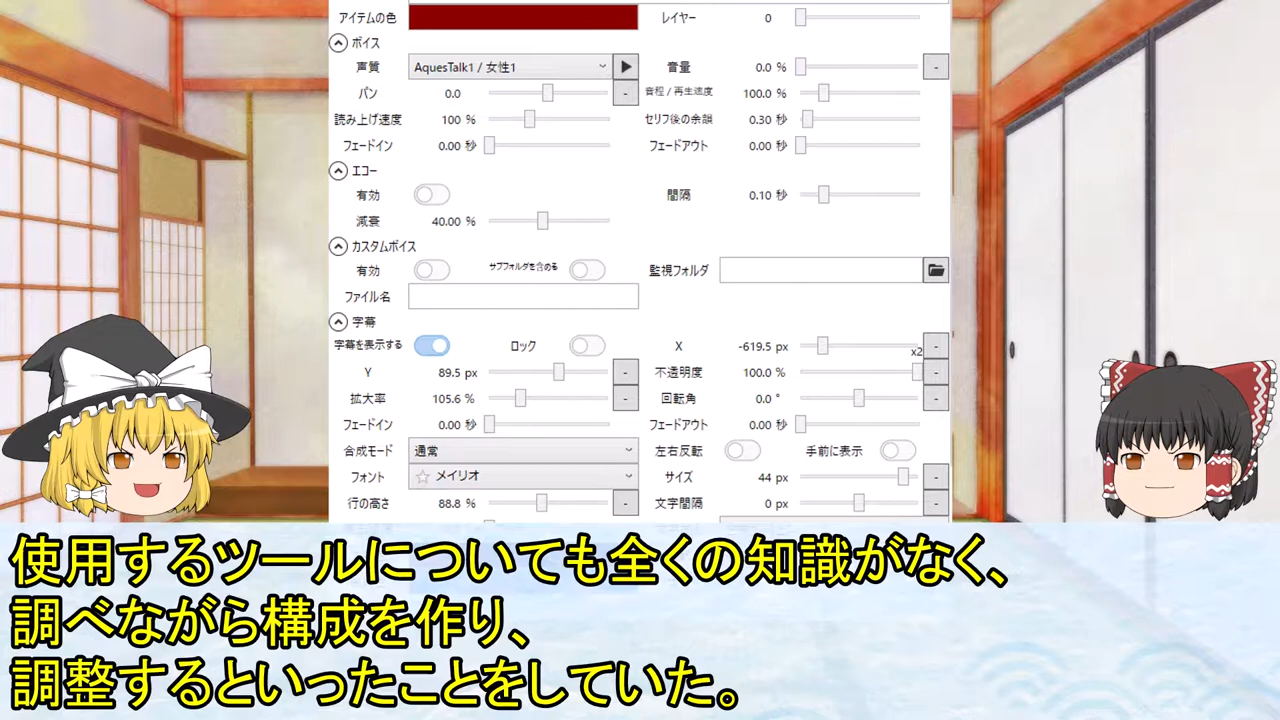 アイテムの色 レイヤー 0
ボイス
声質 AquesTalk1 / 女性1 音量 0.0 % -
パン 0.0 - 音程 / 再生速度 100.0 %
読み上げ速度 100 % セリフ後の余韻 0.30 秒
フェードイン 0.00 秒 フェードアウト 0.00 秒
エコー
有効 間隔 0.10 秒
減衰 40.00 %
カスタムボイス
有効 サブフォルダを含める 監視フォルダ
ファイル名
字幕
字幕を表示する ロック X -619.5 px -
x2
Y 89.5 px - 不透明度 100.0 % -
拡大率 105.6 % - 回転角 0.0 ° -
フェードイン 0.00 秒 フェードアウト 0.00 秒
合成モード 通常 左右反転 手前に表示
フォント メイリオ サイズ 44 px -
行の高さ 88.8 % - 文字間隔 0 px -
使用するツールについても全くの知識がなく、
調べながら構成を作り、
調整するといったことをしていた。